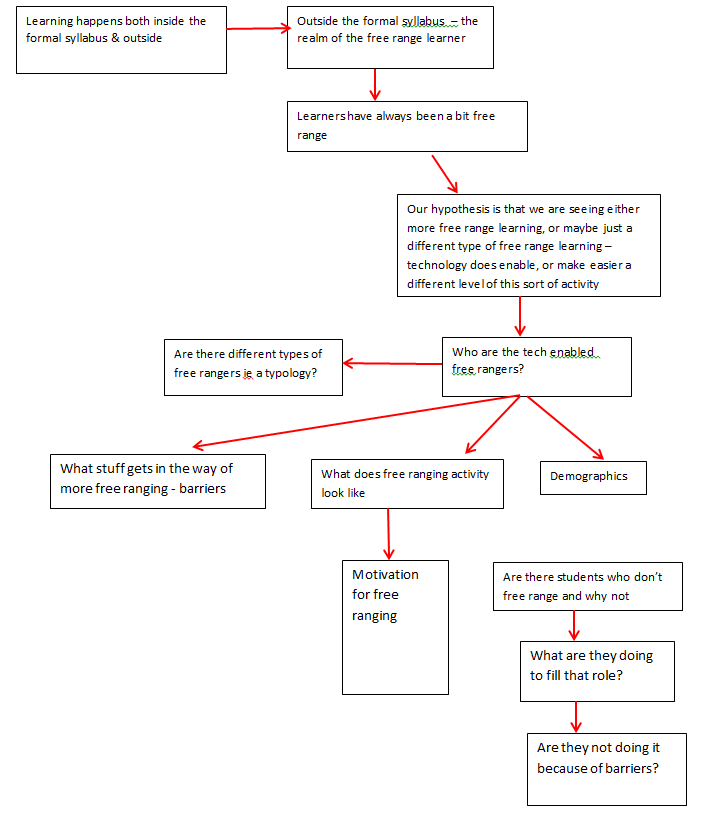 Learning happens both inside the
formal syllabus & outside
Outside the formal syllabus – the
realm of the free range learner
Learners have always been a bit free
range
Our hypothesis is that we are seeing either
more free range learning, or maybe just a
different type of free range learning –
technology does enable, or make easier a
different level of this sort of activity
Who are the tech enabled
free rangers?
Are there different types of
free rangers ie a typology?
What stuff gets in the way of
more free ranging - barriers
What does free ranging activity
look like
Demographics
Motivation
for free
ranging
Are there students who don’t
free range and why not
What are they doing
to fill that role?
Are they not doing it
because of barriers?